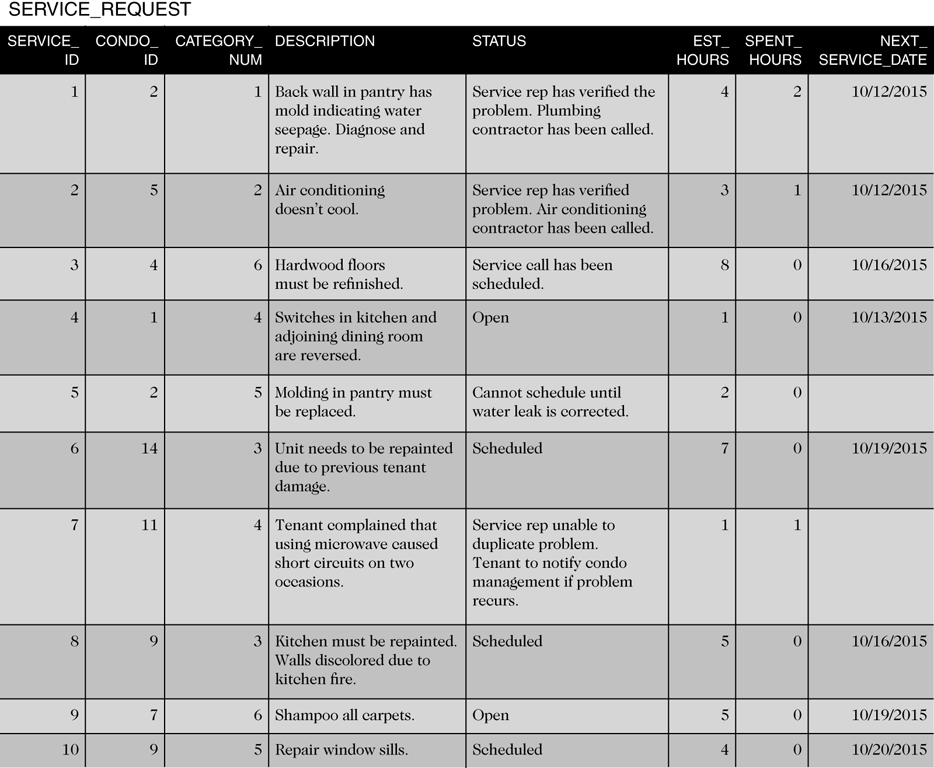 SERVICE_REQUEST
SERVICE_ CONDO_ CATEGORY_ DESCRIPTION STATUS EST_ SPENT_ NEXT_
ID ID NUM HOURS HOURS SERVICE_DATE
1 2 1 Back wall in pantry has Service rep has verified the 4 2 10/12/2015
mold indicating water problem. Plumbing
seepage. Diagnose and contractor has been called.
repair.
2 5 2 Air conditioning Service rep has verified 3 1 10/12/2015
doesn’t cool. problem. Air conditioning
contractor has been called.
3 4 6 Hardwood floors Service call has been 8 0 10/16/2015
must be refinished. scheduled.
4 1 4 Switches in kitchen and Open 1 0 10/13/2015
adjoining dining room
are reversed.
5 2 5 Molding in pantry must Cannot schedule until 2 0
be replaced. water leak is corrected.
6 14 3 Unit needs to be repainted Scheduled 7 0 10/19/2015
due to previous tenant
damage.
7 11 4 Tenant complained that Service rep unable to 1 1
using microwave caused duplicate problem.
short circuits on two Tenant to notify condo
occasions. management if problem
recurs.
8 9 3 Kitchen must be repainted. Scheduled 5 0 10/16/2015
Walls discolored due to
kitchen fire.
9 7 6 Shampoo all carpets. Open 5 0 10/19/2015
10 9 5 Repair window sills. Scheduled 4 0 10/20/2015